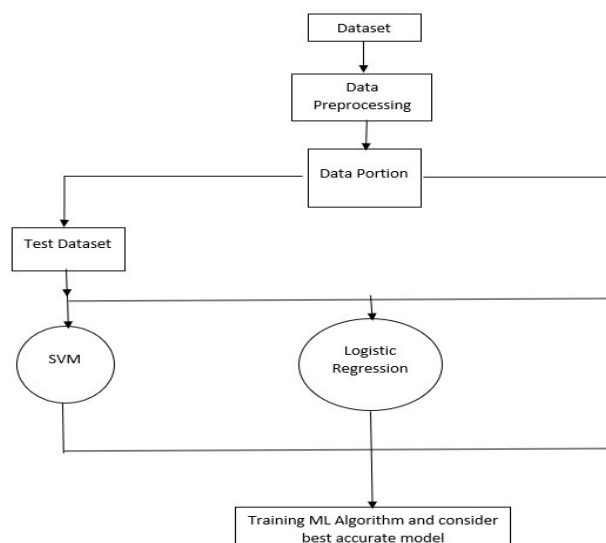 Dataset
Data
Preprocessing
Data Portion
Test Dataset
SVM
Logistic
Regression
Training ML Algorithm and consider
best accurate model